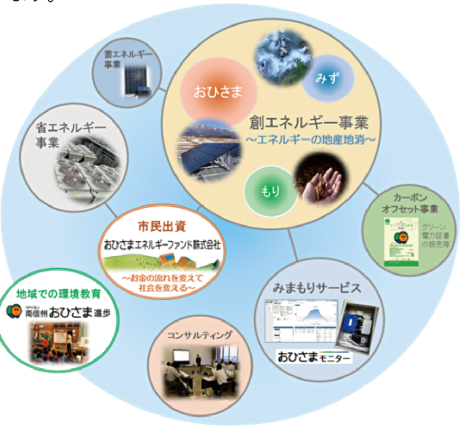 ます。
蓄エネルギー
事業
おひさま
みず
創エネルギー事業
～エネルギーの地産地消～
もり
省エネルギー
事業
市民出資
おひさまエネルギーファンド株式会社
～お金の流れを変えて
社会を変える～
カーボン
オフセット事業
グリーン
電力証書
の販売等
地域での環境教育
南信州おひさま進歩
みまもりサービス
おひさまモニター
コンサルティング